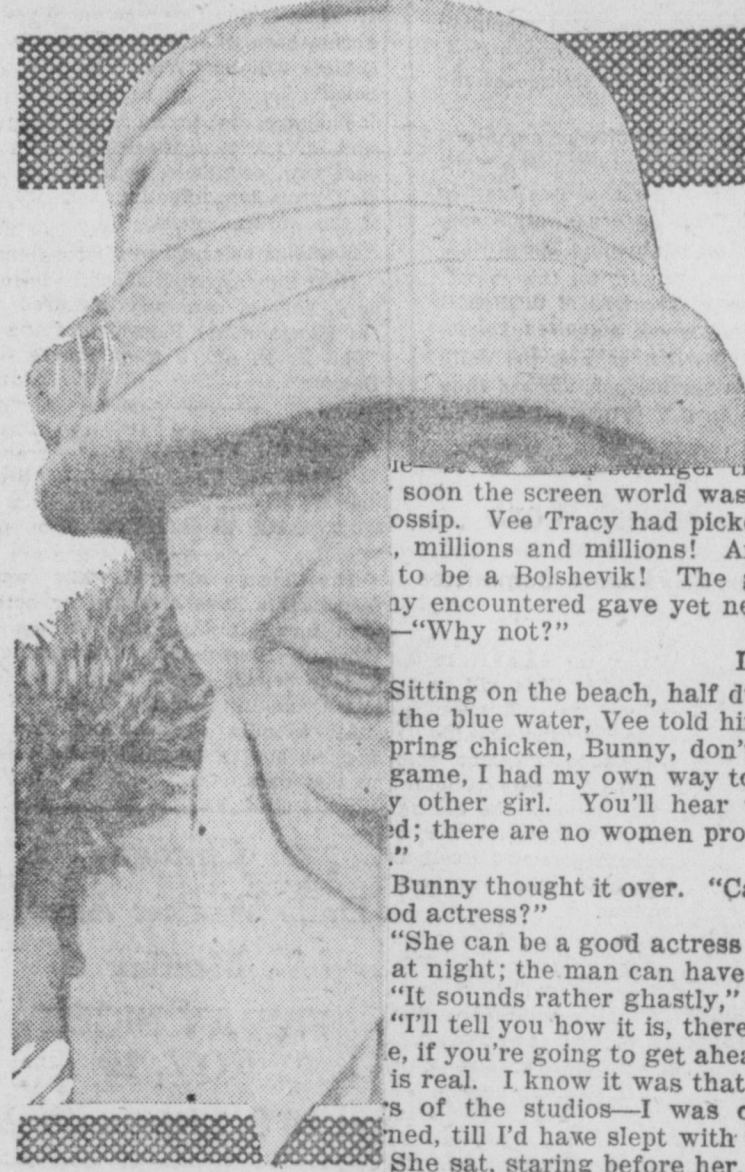 soon the screen world was
ossip. Vee Tracy had pick
, millions and millions! A
to be a Bolshevik! The
ny encountered gave yet ne
—“Why not?”
I
Sitting on the beach, half d
the blue water, Vee told hi
pring chicken, Bunny, don’
game, I had my own way to
y other girl. You’ll hear
ed; there are no women pro
.”
Bunny thought it over. “Ca
od actress?”
“She can be a good actress
at night; the man can have
“It sounds rather ghastly,”
“I’ll tell you how it is, there
e, if you’re going to get ahea
is real. I know it was that
s of the studios—I was
ned, till I’d have slept with
She sat, staring before her